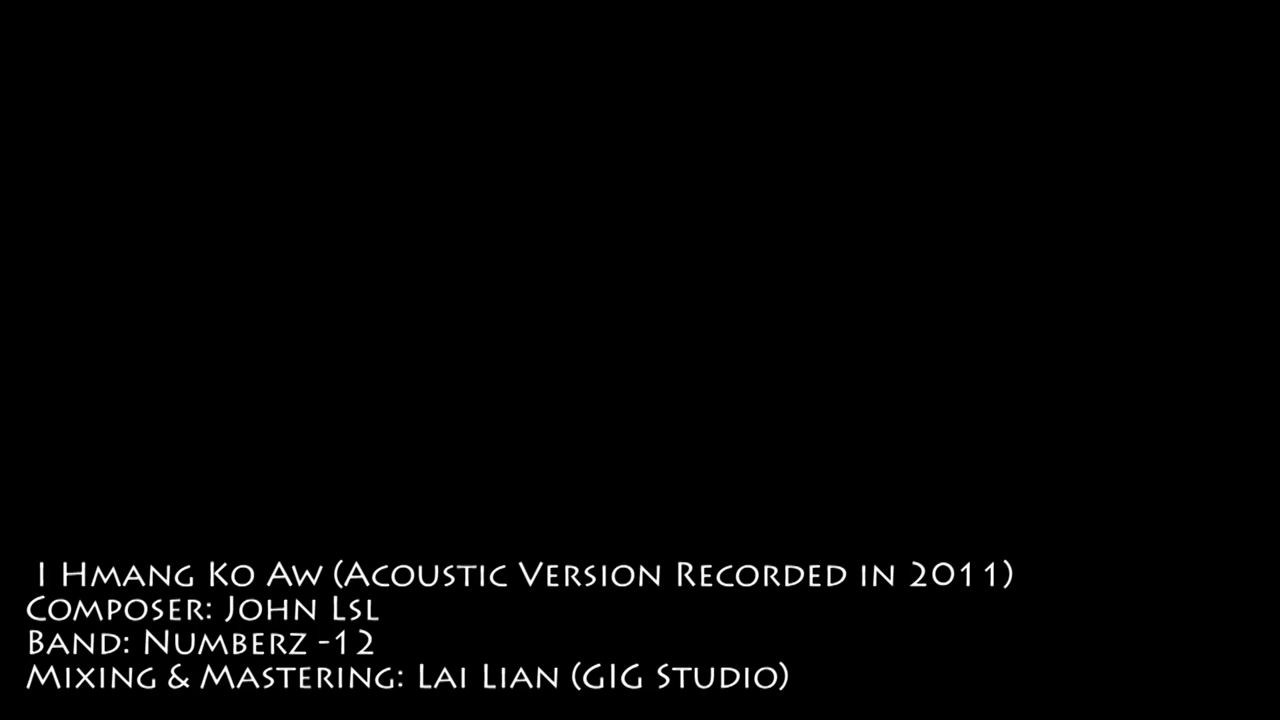 I Hmang Ko Aw (Acoustic Version Recorded in 2011)
Composer: John Lsl
Band: Numberz -12
Mixing & Mastering: Lai Lian (GIG Studio)